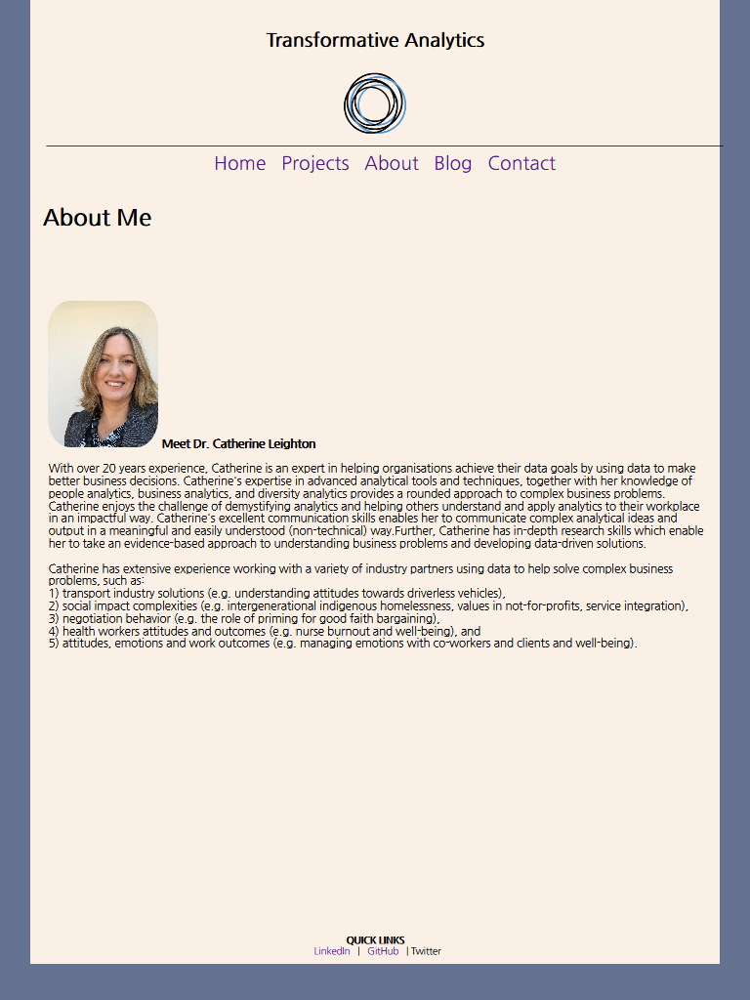 Transformative Analytics
Home Projects About Blog Contact
About Me
Meet Dr. Catherine Leighton
With over 20 years experience, Catherine is an expert in helping organisations achieve their data goals by using data to make
better business decisions. Catherine's expertise in advanced analytical tools and techniques, together with her knowledge of
people analytics, business analytics, and diversity analytics provides a rounded approach to complex business problems.
Catherine enjoys the challenge of demystifying analytics and helping others understand and apply analytics to their workplace
in an impactful way. Catherine's excellent communication skills enables her to communicate complex analytical ideas and
output in a meaningful and easily understood (non-technical) way.Further, Catherine has in-depth research skills which enable
her to take an evidence-based approach to understanding business problems and developing data-driven solutions.
Catherine has extensive experience working with a variety of industry partners using data to help solve complex business
problems, such as:
1) transport industry solutions (e.g. understanding attitudes towards driverless vehicles),
2) social impact complexities (e.g. intergenerational indigenous homelessness, values in not-for-profits, service integration),
3) negotiation behavior (e.g. the role of priming for good faith bargaining),
4) health workers attitudes and outcomes (e.g. nurse burnout and well-being), and
5) attitudes, emotions and work outcomes (e.g. managing emotions with co-workers and clients and well-being).
QUICK LINKS
LinkedIn | GitHub | Twitter